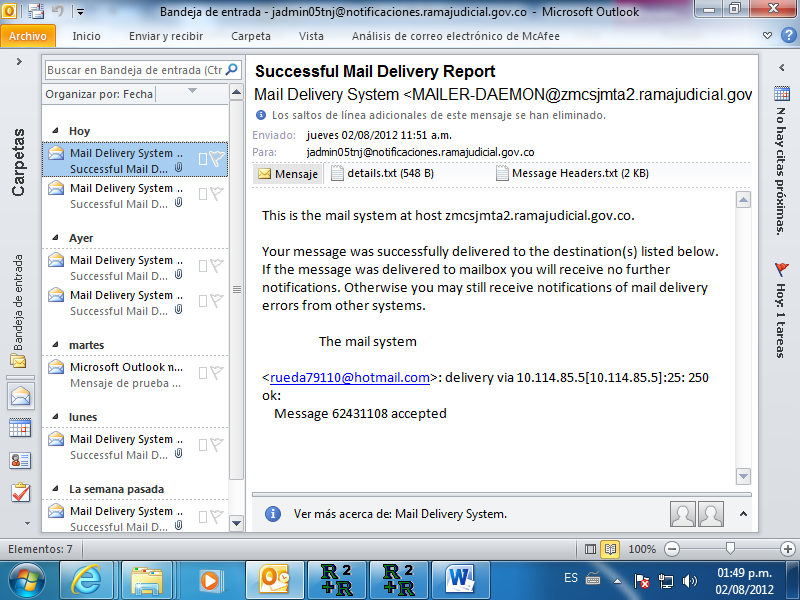 Bandeja de entrada - jadmin05tnj@notificaciones.ramajudicial.gov.co - Microsoft Outlook
Archivo Inicio Enviar y recibir Carpeta Vista Análisis de correo electrónico de McAfee
Buscar en Bandeja de entrada (Ctr
Organizar por: Fecha
Hoy
Mail Delivery System ..
Successful Mail D...
Mail Delivery System ..
Successful Mail D...
Ayer
Mail Delivery System ..
Successful Mail D...
Mail Delivery System ..
Successful Mail D...
martes
Microsoft Outlook n...
Mensaje de prueba ...
lunes
Mail Delivery System ..
Successful Mail D...
La semana pasada
Mail Delivery System ..
Successful Mail D...
Carpetas
Bandeja de entrada
Successful Mail Delivery Report
Mail Delivery System <MAILER-DAEMON@zmcsjmta2.ramajudicial.gov
Los saltos de línea adicionales de este mensaje se han eliminado.
Enviado: jueves 02/08/2012 11:51 a.m.
Para: jadmin05tnj@notificaciones.ramajudicial.gov.co
Mensaje details.txt (548 B) Message Headers.txt (2 KB)
This is the mail system at host zmcsjmta2.ramajudicial.gov.co.
Your message was successfully delivered to the destination(s) listed below.
If the message was delivered to mailbox you will receive no further
notifications. Otherwise you may still receive notifications of mail delivery
errors from other systems.
The mail system
<rueda79110@hotmail.com>: delivery via 10.114.85.5[10.114.85.5]:25: 250
ok:
Message 62431108 accepted
Ver más acerca de: Mail Delivery System.
No hay citas próximas.
Hoy: 1 tareas
Elementos: 7
100%
R 2
+R
R 2
+R
ES
01:49 p.m.
02/08/2012